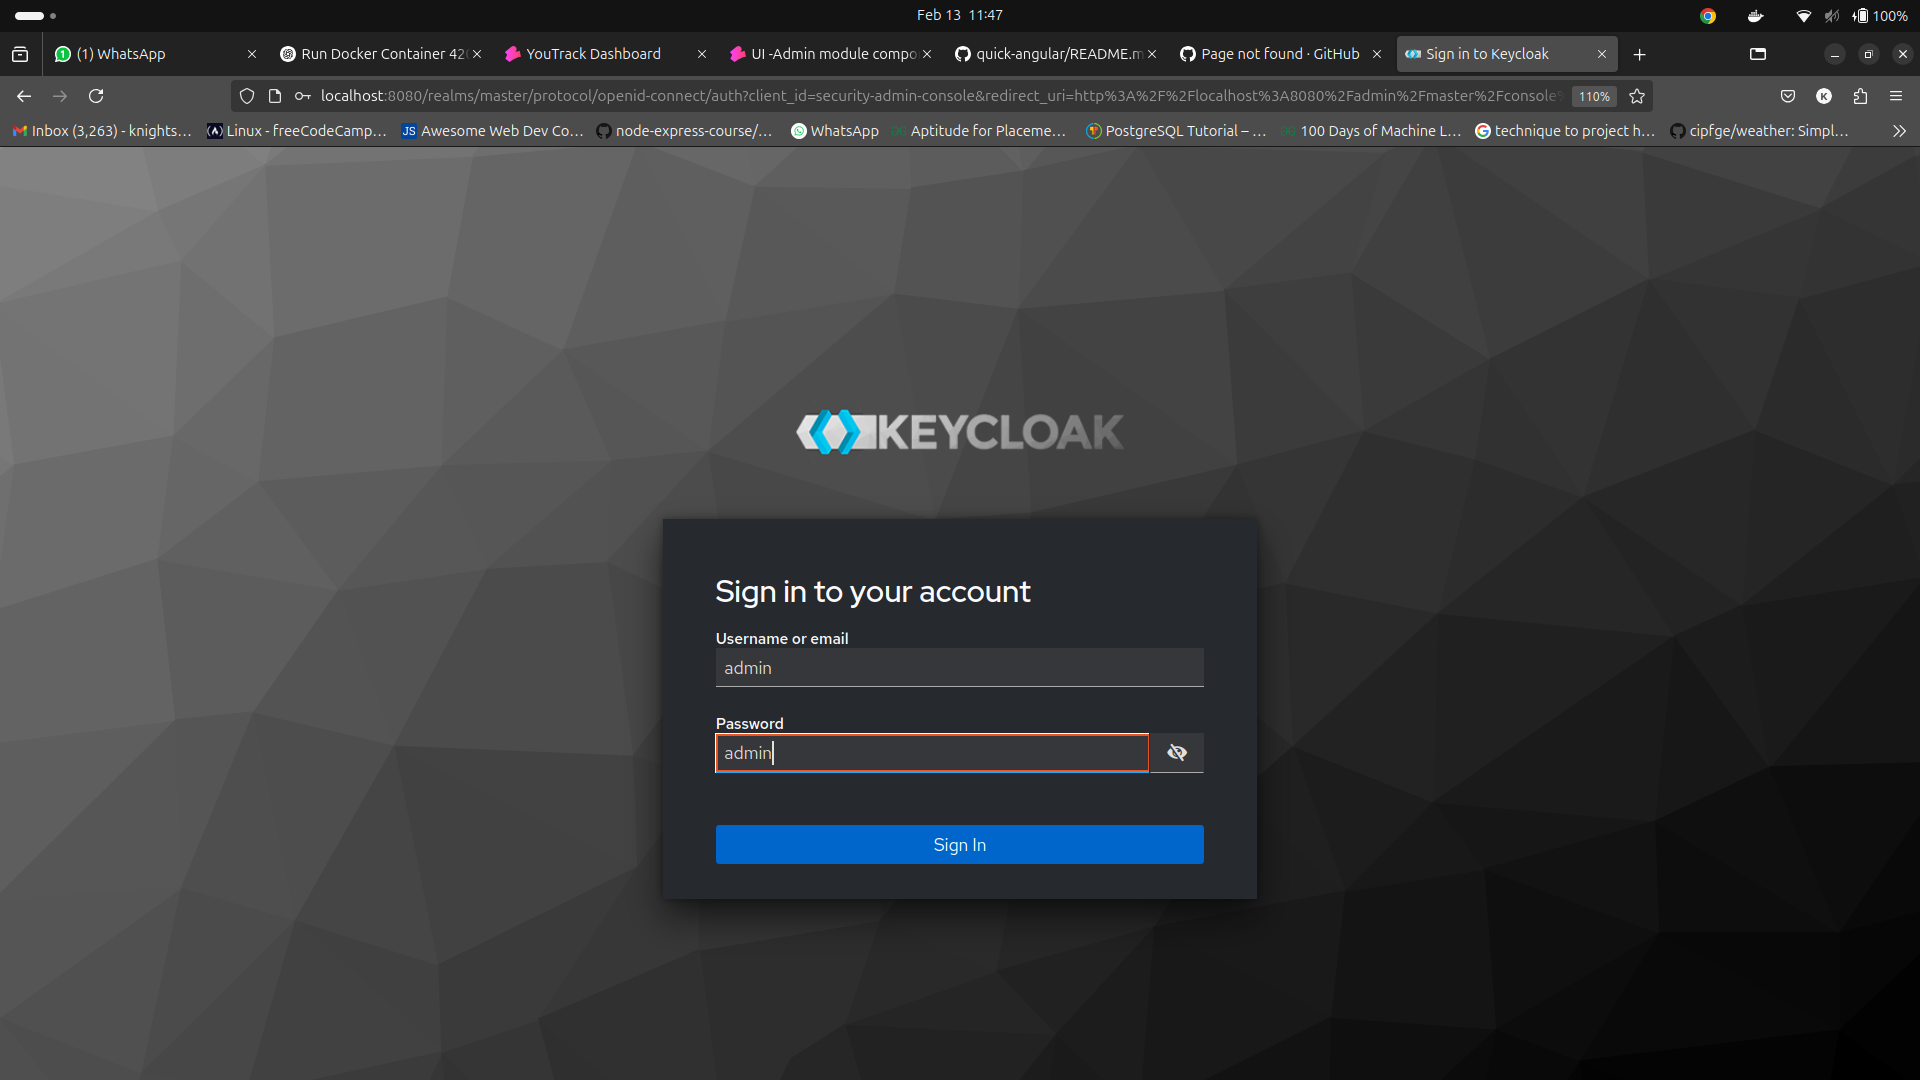 Feb 13 11:47
100%
(1) WhatsApp
Run Docker Container 42
YouTrack Dashboard
UI -Admin module compo
quick-angular/README.m
Page not found · GitHub
Sign in to Keycloak
localhost:8080/realms/master/protocol/openid-connect/auth?client_id=security-admin-console&redirect_uri=http%3A%2F%2Flocalhost%3A8080%2Fadmin%2Fmaster%2Fconsole%
110%
K
Inbox (3,263) - knights...
Linux - freeCodeCamp...
JS Awesome Web Dev Co...
node-express-course/...
WhatsApp
Aptitude for Placeme...
PostgreSQL Tutorial – ...
100 Days of Machine L...
technique to project h...
cipfge/weather: Simpl...
KEYCLOAK
Sign in to your account
Username or email
admin
Password
admin
Sign In